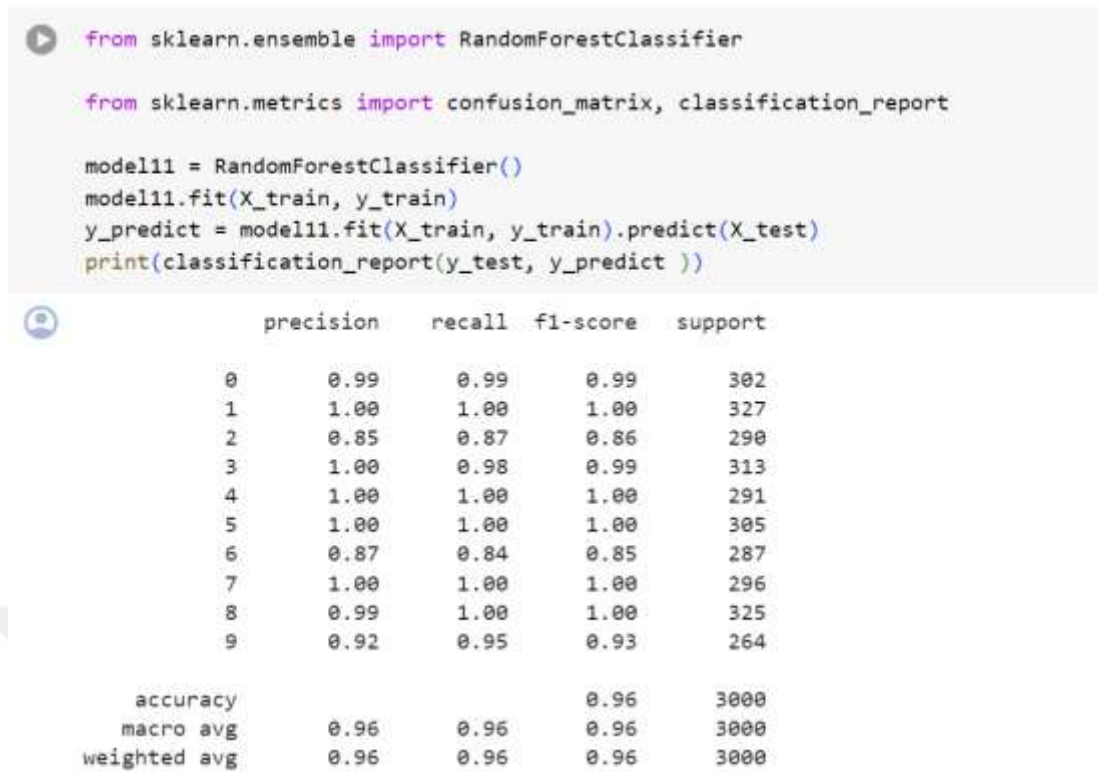 from sklearn.ensemble import RandomForestClassifier
from sklearn.metrics import confusion_matrix, classification_report
model11 = RandomForestClassifier()
model11.fit(X_train, y_train)
y_predict = model11.fit(X_train, y_train).predict(X_test)
print(classification_report(y_test, y_predict ))
precision recall f1-score support
0 0.99 0.99 0.99 302
1 1.00 1.00 1.00 327
2 0.85 0.87 0.86 290
3 1.00 0.98 0.99 313
4 1.00 1.00 1.00 291
5 1.00 1.00 1.00 305
6 0.87 0.84 0.85 287
7 1.00 1.00 1.00 296
8 0.99 1.00 1.00 325
9 0.92 0.95 0.93 264
accuracy 0.96 3000
macro avg 0.96 0.96 0.96 3000
weighted avg 0.96 0.96 0.96 3000